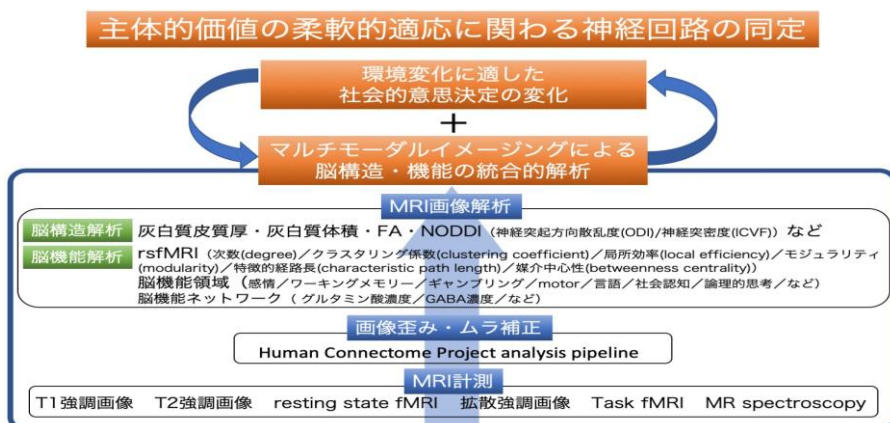 主体的価値の柔軟的適応に関わる神経回路の同定
環境変化に適した
社会的意思決定の変化
+
マルチモーダルイメージングによる
脳構造・機能の統合的解析
MRI画像解析
脳構造解析 灰白質皮質厚・灰白質体積・FA・NODDI（神経突起方向散乱度(ODI)/神経突密度(ICVF)）など
脳機能解析 rsfMRI（次数(degree)／クラスタリング係数(clustering coefficient)／局所効率(local efficiency)／モジュラリティ
(modularity)／特徴的経路長(characteristic path length)／媒介中心性(betweenness centrality)）
脳機能領域（感情／ワーキングメモリー／ギャンブリング／motor／言語／社会認知／論理的思考／など）
脳機能ネットワーク（グルタミン酸濃度／GABA濃度／など）
画像歪み・ムラ補正
Human Connectome Project analysis pipeline
MRI計測
T1強調画像 T2強調画像 resting state fMRI 拡散強調画像 Task fMRI MR spectroscopy